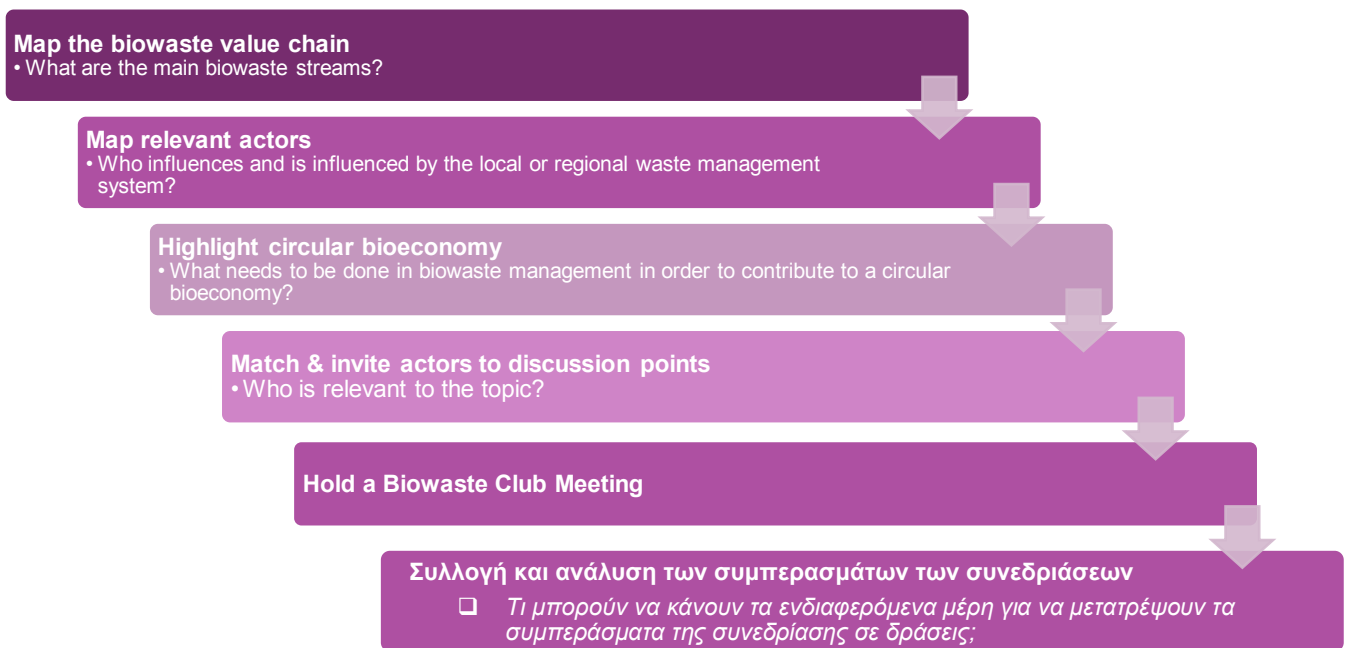 Map the biowaste value chain
• What are the main biowaste streams?
Map relevant actors
• Who influences and is influenced by the local or regional waste management
system?
Highlight circular bioeconomy
• What needs to be done in biowaste management in order to contribute to a circular
bioeconomy?
Match & invite actors to discussion points
• Who is relevant to the topic?
Hold a Biowaste Club Meeting
Συλλογή και ανάλυση των συμπερασμάτων των συνεδριάσεων
❑ Τι μπορούν να κάνουν τα ενδιαφερόμενα μέρη για να μετατρέψουν τα
συμπεράσματα της συνεδρίασης σε δράσεις;